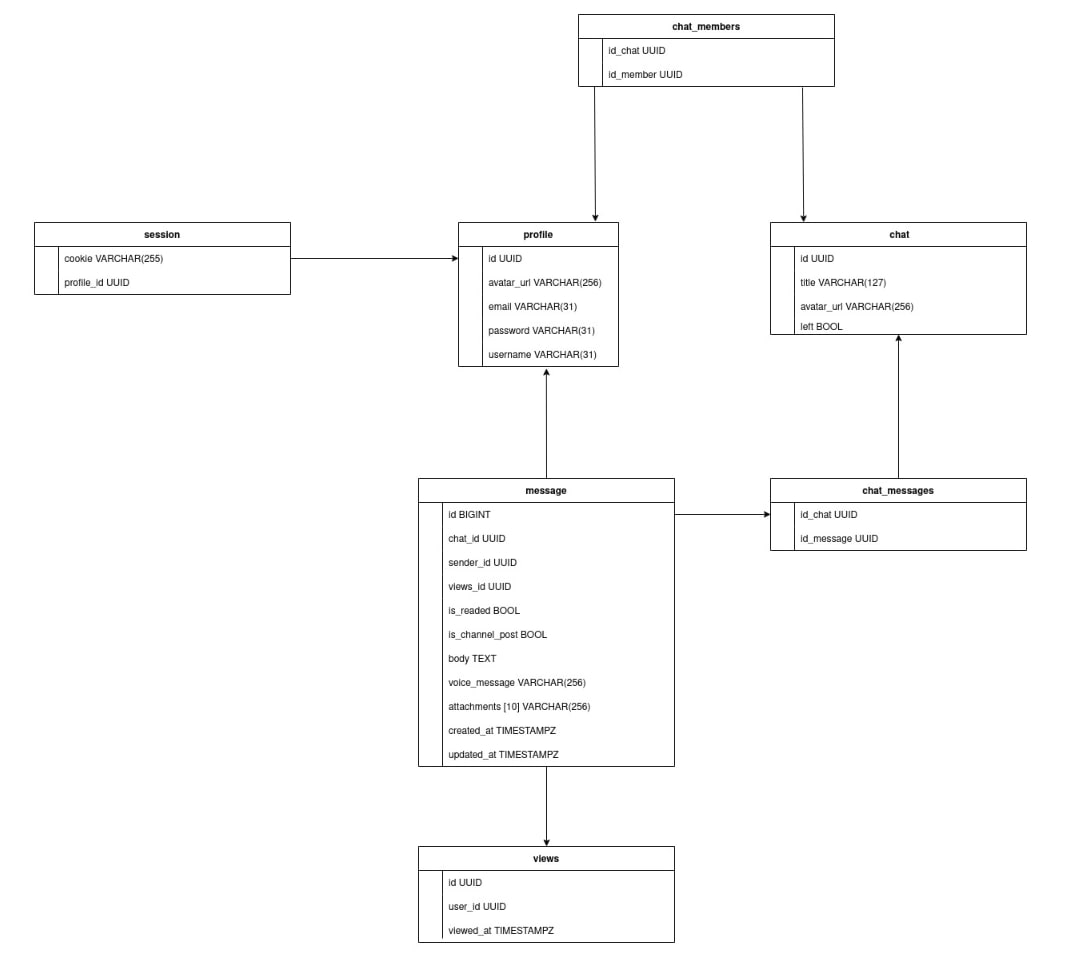 chat_members
id_chat UUID
id_member UUID
session
cookie VARCHAR(255)
profile_id UUID
profile
id UUID
avatar_url VARCHAR(256)
email VARCHAR(31)
password VARCHAR(31)
username VARCHAR(31)
chat
id UUID
title VARCHAR(127)
avatar_url VARCHAR(256)
left BOOL
message
id BIGINT
chat_id UUID
sender_id UUID
views_id UUID
is_readed BOOL
is_channel_post BOOL
body TEXT
voice_message VARCHAR(256)
attachments [10] VARCHAR(256)
created_at TIMESTAMPZ
updated_at TIMESTAMPZ
chat_messages
id_chat UUID
id_message UUID
views
id UUID
user_id UUID
viewed_at TIMESTAMPZ